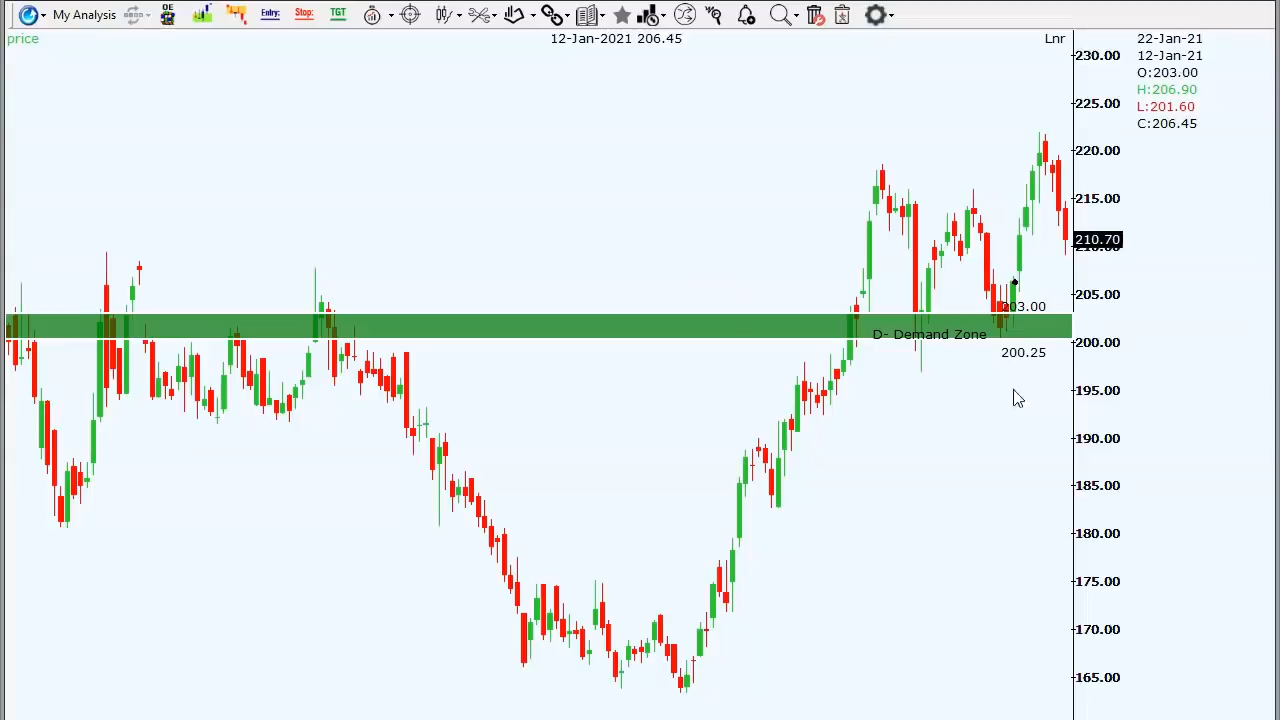 My Analysis OE Entry: Stop: TGT
price 12-Jan-2021 206.45 Lnr 22-Jan-21
12-Jan-21
O:203.00
H:206.90
L:201.60
C:206.45
230.00
225.00
220.00
215.00
210.70
210.00
205.00
203.00
D- Demand Zone
200.00
200.25
195.00
190.00
185.00
180.00
175.00
170.00
165.00